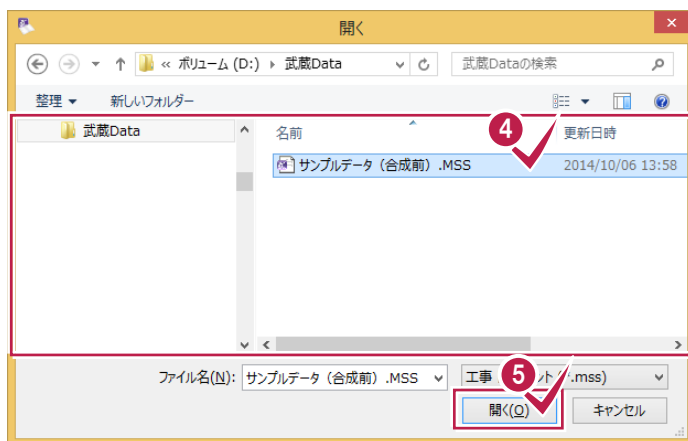 開く
« ボリューム (D:) 武蔵Data
武蔵Dataの検索
整理 新しいフォルダー
武蔵Data
名前 更新日時
4
サンプルデータ（合成前）.MSS 2014/10/06 13:58
ファイル名(N): サンプルデータ（合成前）.MSS
工事 .mss)
5
開く(O) キャンセル